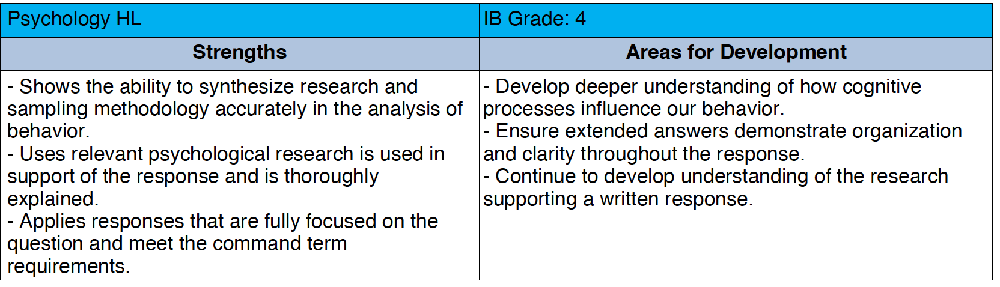 Psychology HL
IB Grade: 4
Strengths
Areas for Development
- Shows the ability to synthesize research and
sampling methodology accurately in the analysis of
behavior.
- Uses relevant psychological research is used in
support of the response and is thoroughly
explained.
- Applies responses that are fully focused on the
question and meet the command term
requirements.
- Develop deeper understanding of how cognitive
processes influence our behavior.
- Ensure extended answers demonstrate organization
and clarity throughout the response.
- Continue to develop understanding of the research
supporting a written response.